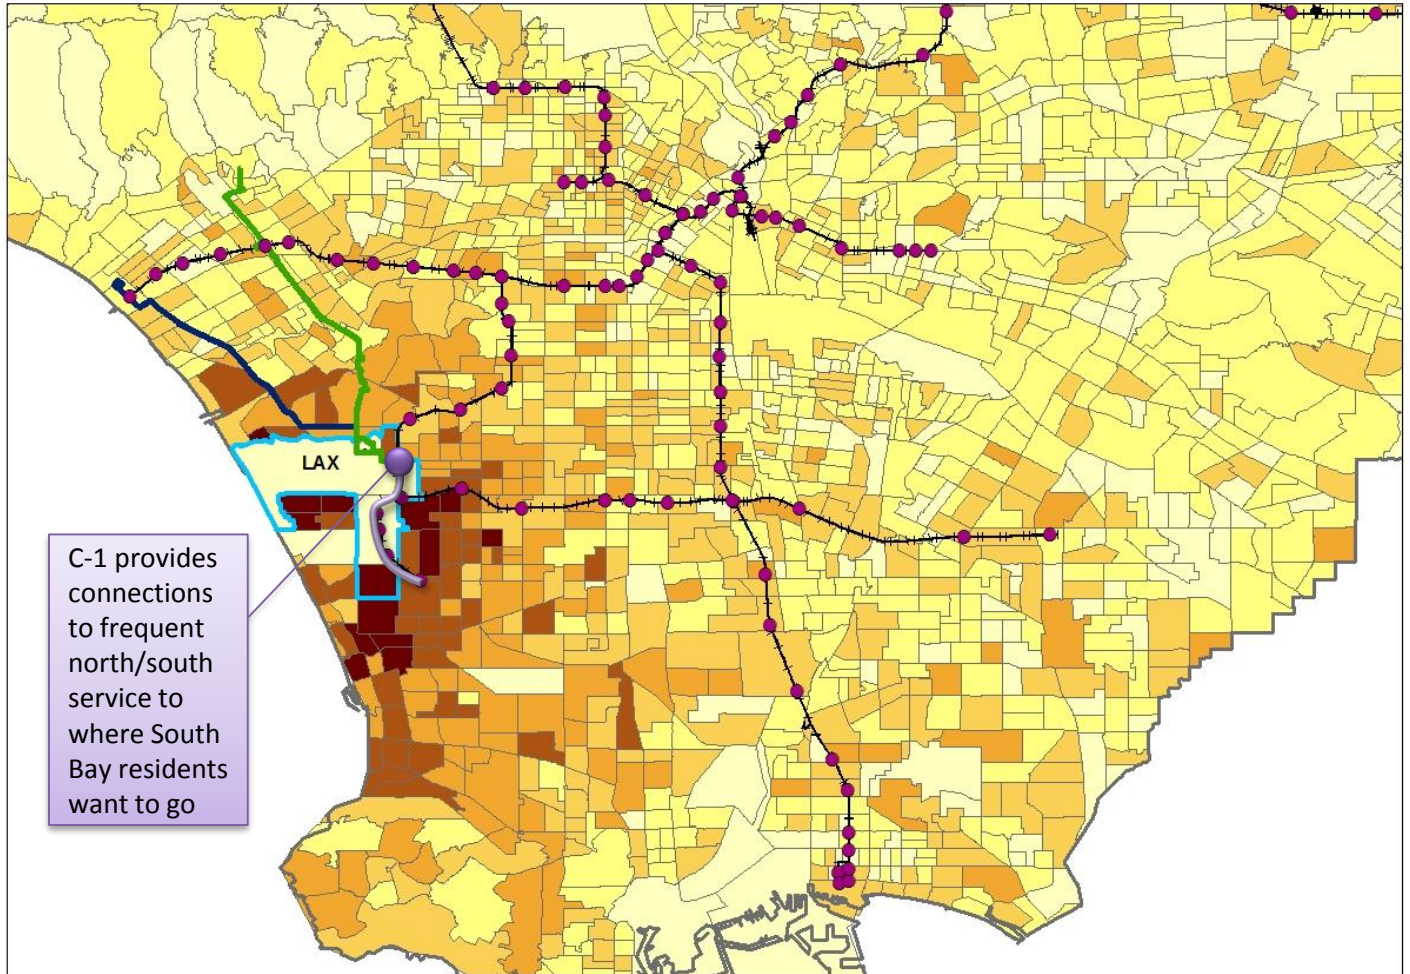 LAX
C-1 provides
connections
to frequent
north/south
service to
where South
Bay residents
want to go